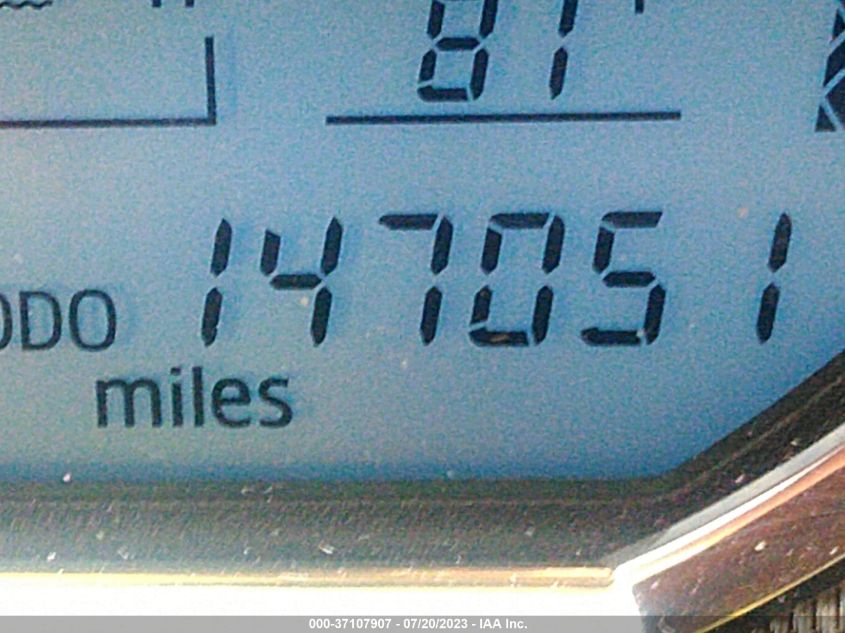 81
ODO 147051
miles
000-37107907 - 07/20/2023 - IAA Inc.